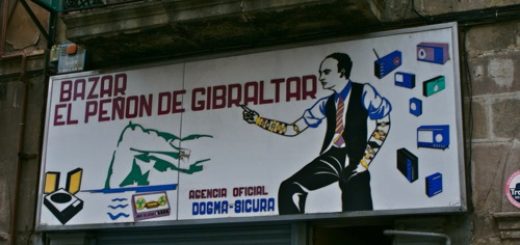 BAZAR
EL PEÑON DE GIBRALTAR
AGENCIA OFICIAL
DOGMA-SICURA